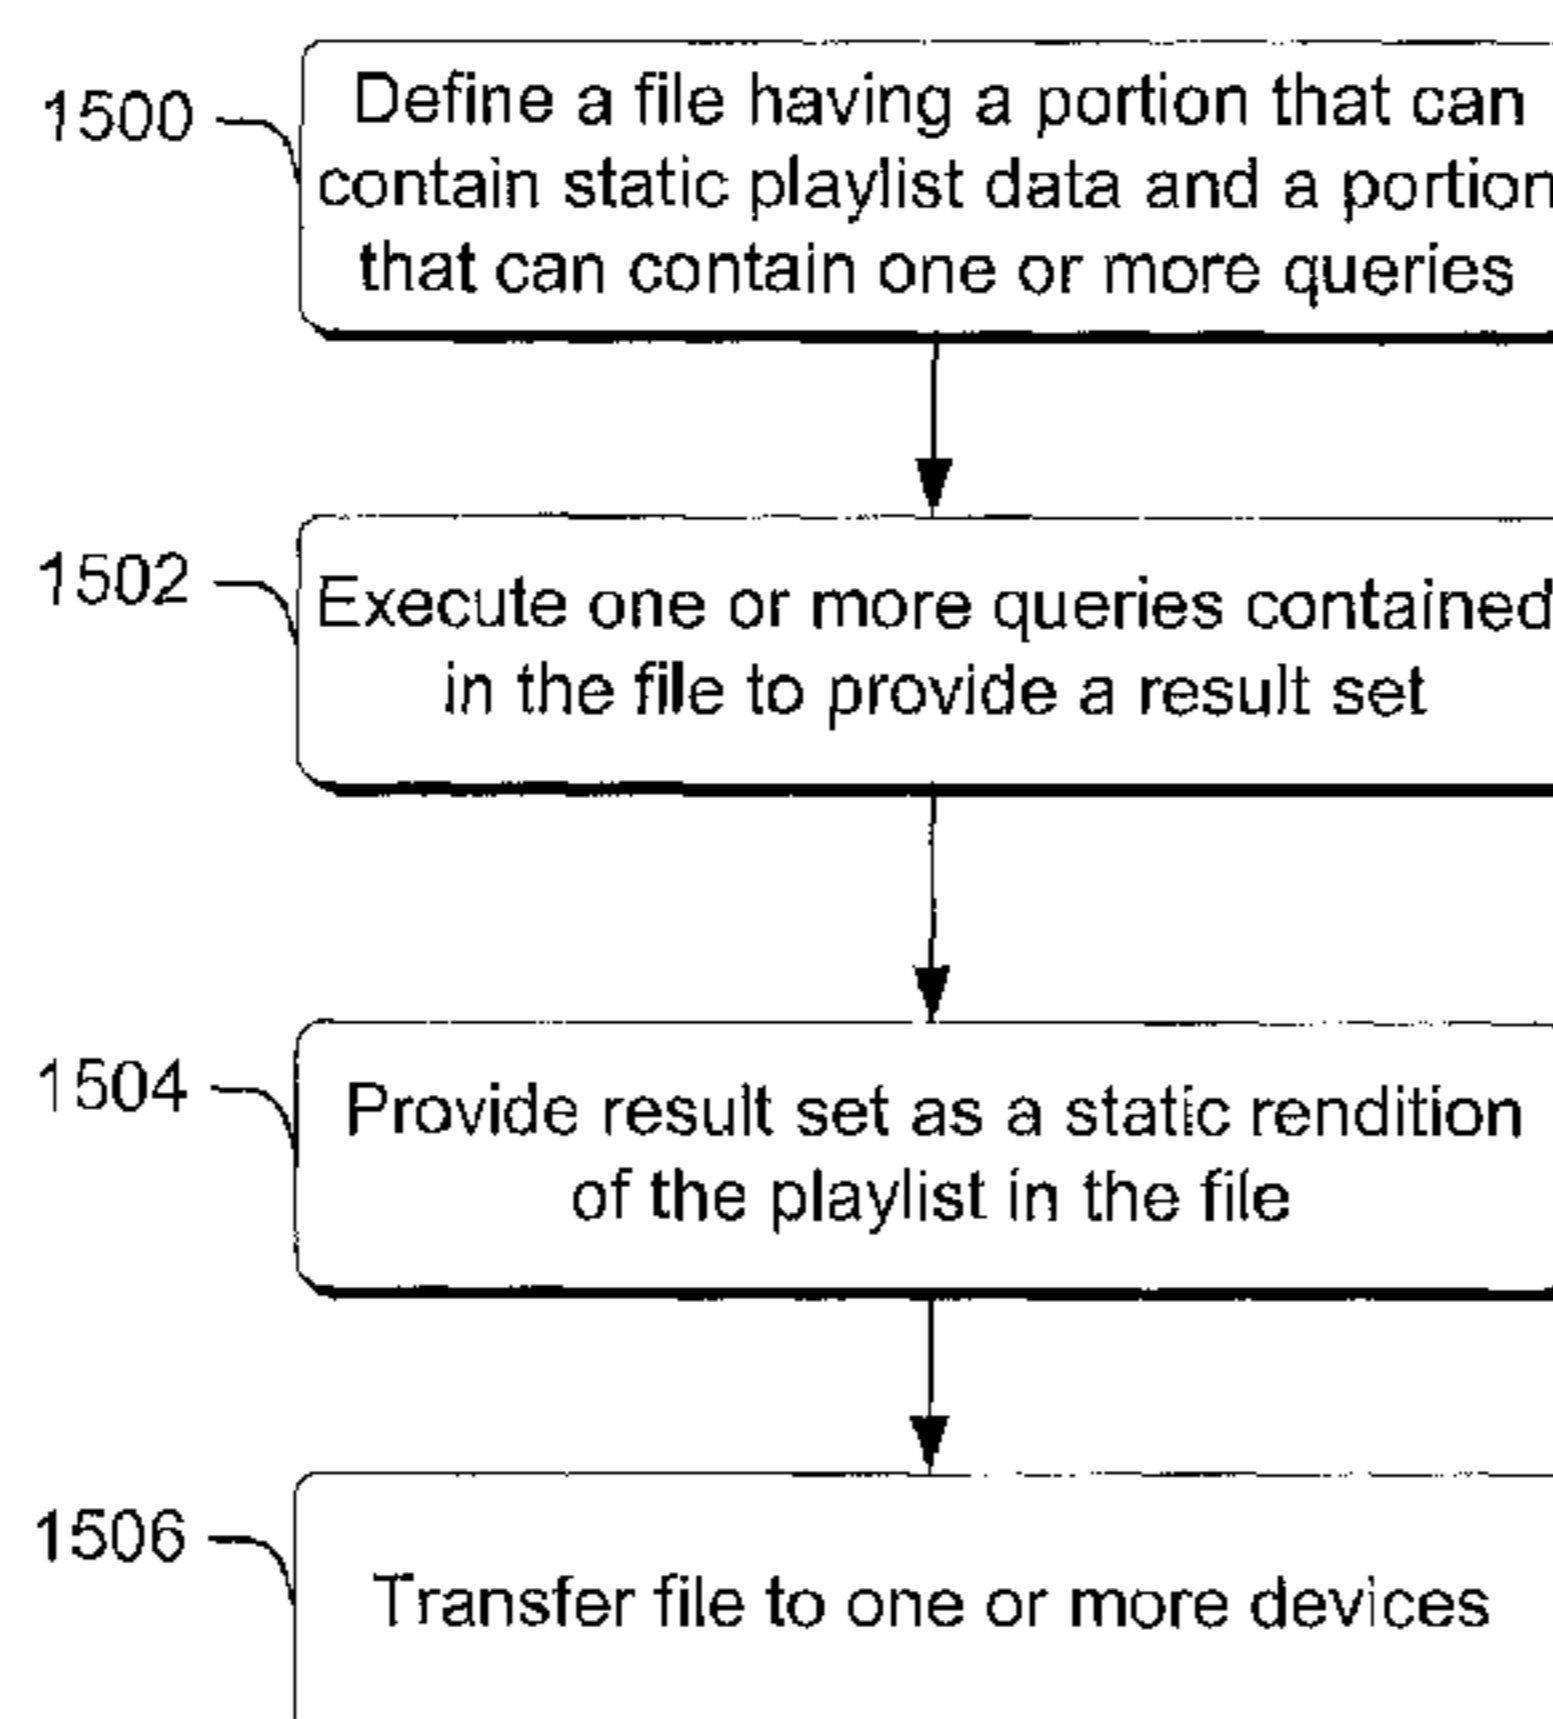 1500
Define a file having a portion that can
contain static playlist data and a portion
that can contain one or more queries
1502
Execute one or more queries contained
in the file to provide a result set
1504
Provide result set as a static rendition
of the playlist in the file
1506
Transfer file to one or more devices